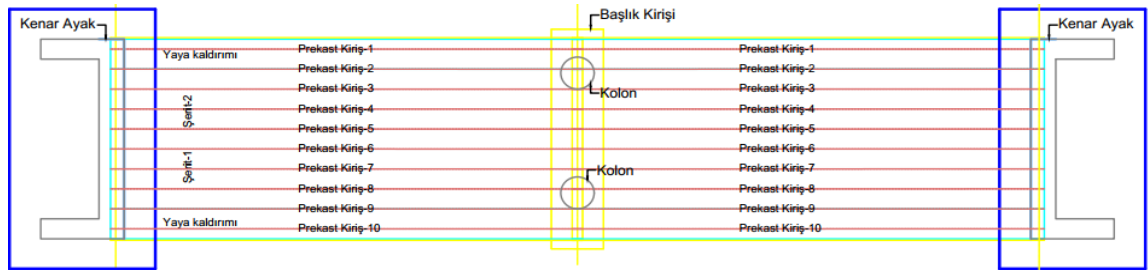 Kenar Ayak
Başlık Kirişi
Kenar Ayak
Yaya kaldırımı
Prekast Kiriş-1
Prekast Kiriş-1
Prekast Kiriş-2
Prekast Kiriş-2
Prekast Kiriş-3
Kolon
Prekast Kiriş-3
Şerit-2
Prekast Kiriş-4
Prekast Kiriş-4
Prekast Kiriş-5
Prekast Kiriş-5
Prekast Kiriş-6
Prekast Kiriş-6
Şerit-1
Prekast Kiriş-7
Kolon
Prekast Kiriş-7
Prekast Kiriş-8
Prekast Kiriş-8
Prekast Kiriş-9
Prekast Kiriş-9
Yaya kaldırımı
Prekast Kiriş-10
Prekast Kiriş-10